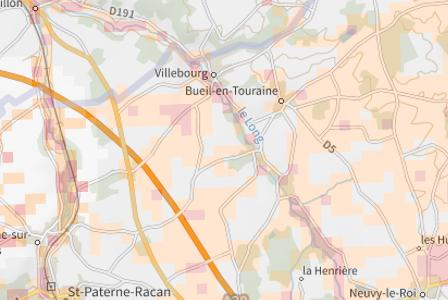 D191
Villebourg
Bueil-en-Touraine
le Long
D5
la Henrière
St-Paterne-Racan
Neuvy-le-Roi